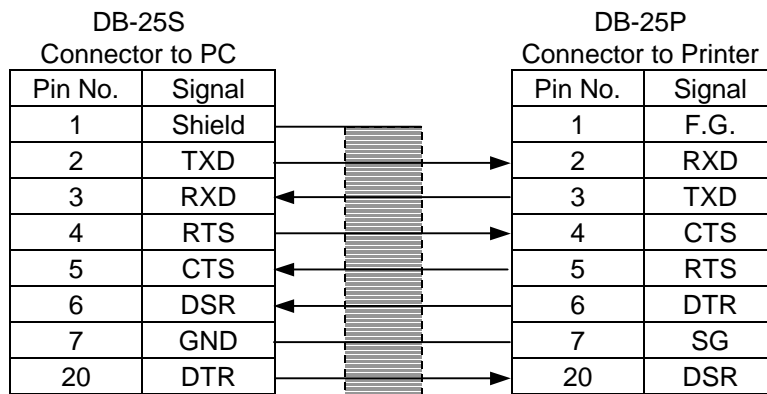 DB-25S DB-25P
Connector to PC Connector to Printer
Pin No. Signal Pin No. Signal
1 Shield 1 F.G.
2 TXD 2 RXD
3 RXD 3 TXD
4 RTS 4 CTS
5 CTS 5 RTS
6 DSR 6 DTR
7 GND 7 SG
20 DTR 20 DSR